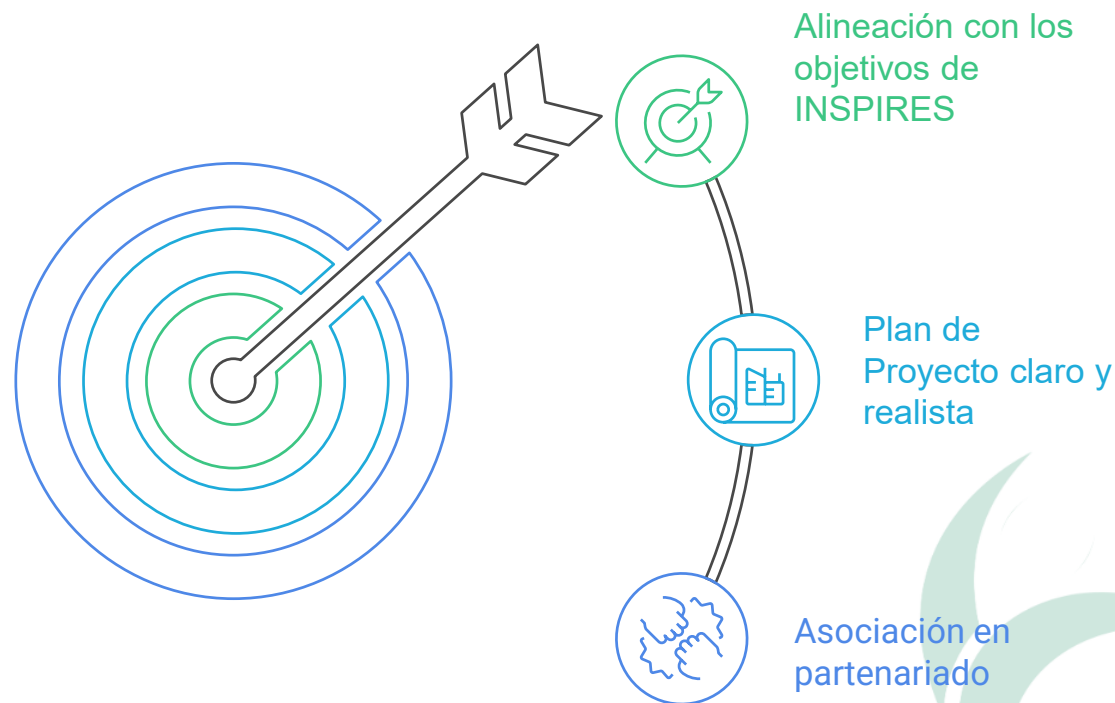 Alineación con los
objetivos de
INSPIRES
Plan de
Proyecto claro y
realista
Asociación en
partenariado